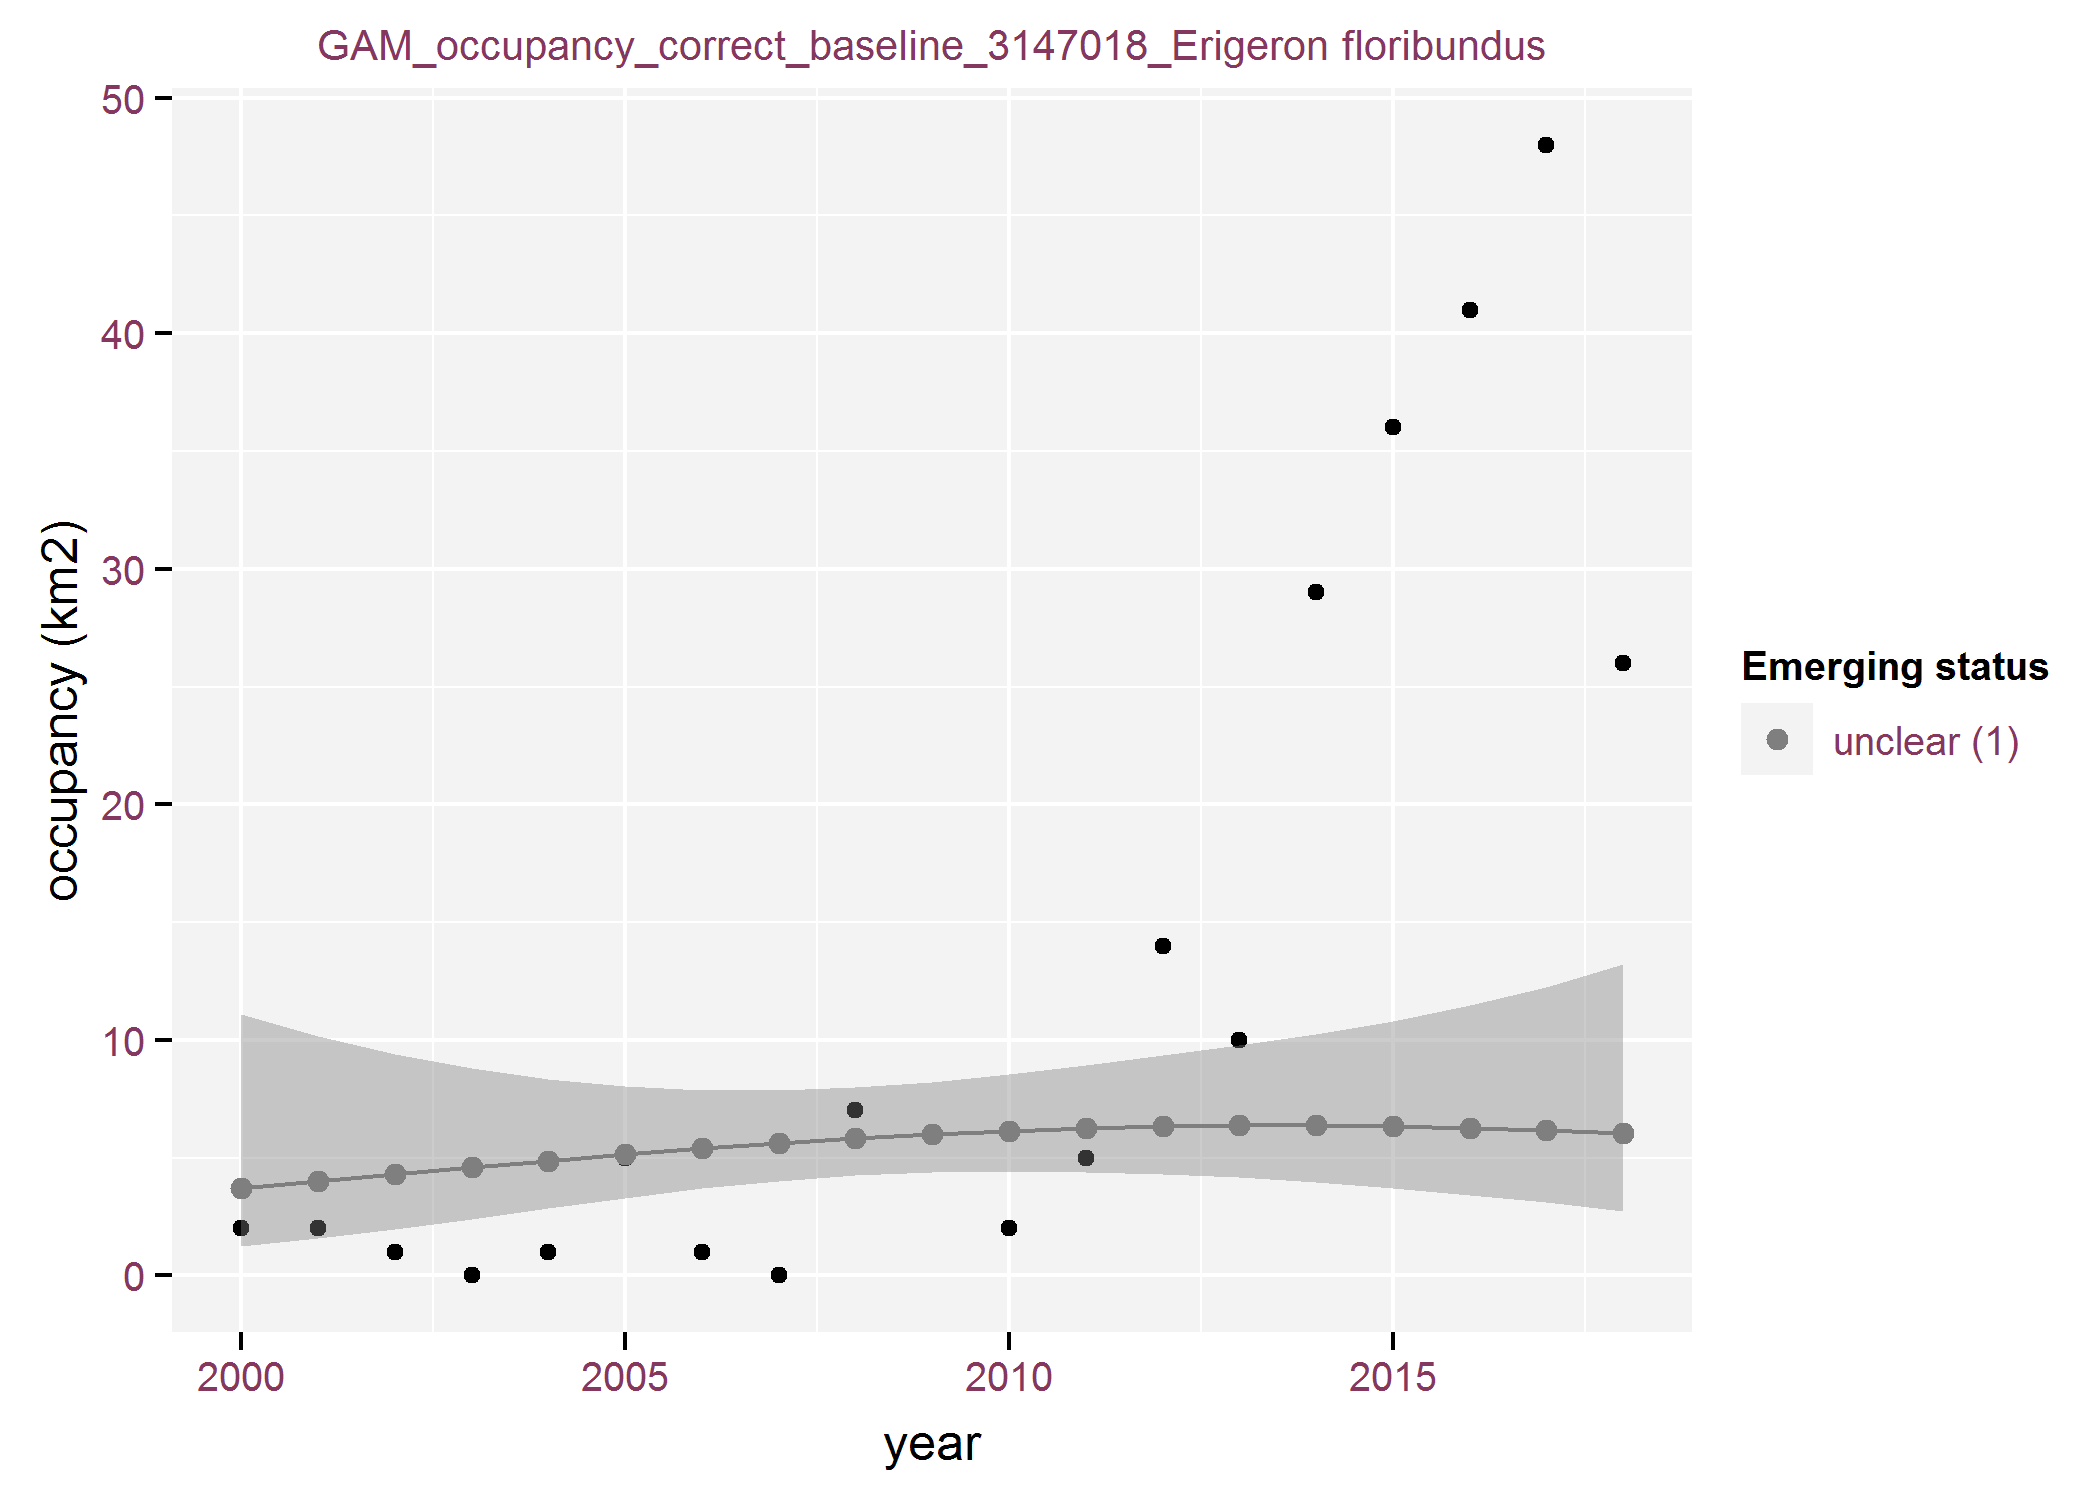 GAM_occupancy_correct_baseline_3147018_Erigeron floribundus
50
40
30
20
10
0
occupancy (km2)
2000 2005 2010 2015
year
Emerging status
unclear (1)